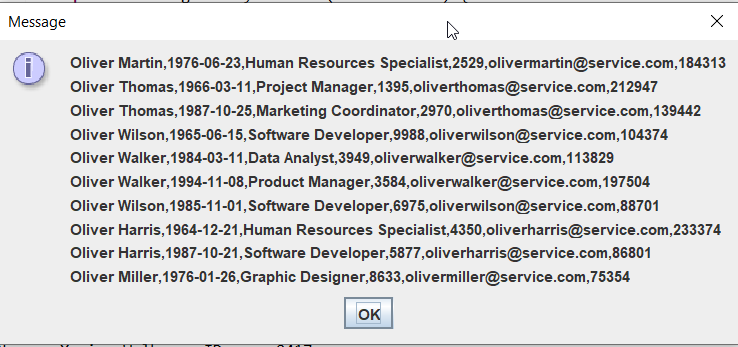 Message
Oliver Martin,1976-06-23,Human Resources Specialist,2529,olivermartin@service.com,184313
Oliver Thomas,1966-03-11,Project Manager,1395,oliverthomas@service.com,212947
Oliver Thomas,1987-10-25,Marketing Coordinator,2970,oliverthomas@service.com,139442
Oliver Wilson,1965-06-15,Software Developer,9988,oliverwilson@service.com,104374
Oliver Walker,1984-03-11,Data Analyst,3949,oliverwalker@service.com,113829
Oliver Walker,1994-11-08,Product Manager,3584,oliverwalker@service.com,197504
Oliver Wilson,1985-11-01,Software Developer,6975,oliverwilson@service.com,88701
Oliver Harris,1964-12-21,Human Resources Specialist,4350,oliverharris@service.com,233374
Oliver Harris,1987-10-21,Software Developer,5877,oliverharris@service.com,86801
Oliver Miller,1976-01-26,Graphic Designer,8633,olivermiller@service.com,75354
OK